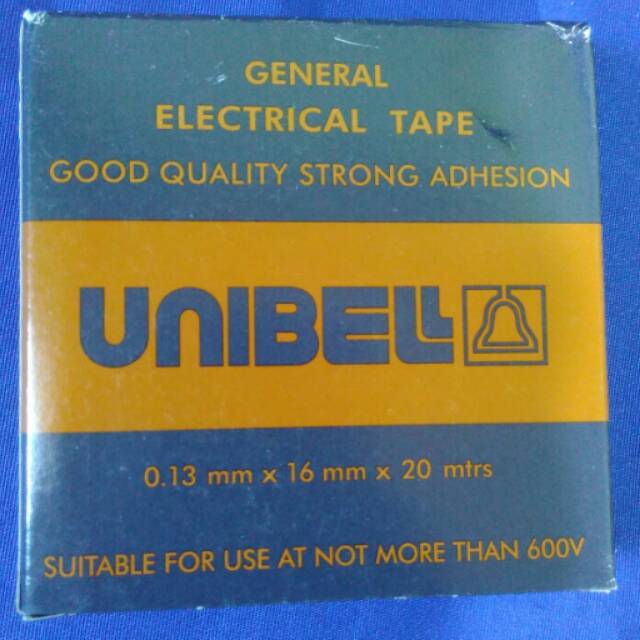 GENERAL
ELECTRICAL TAPE
GOOD QUALITY STRONG ADHESION
UNIBELL
0.13 mm x 16 mm x 20 mtrs
SUITABLE FOR USE AT NOT MORE THAN 600V